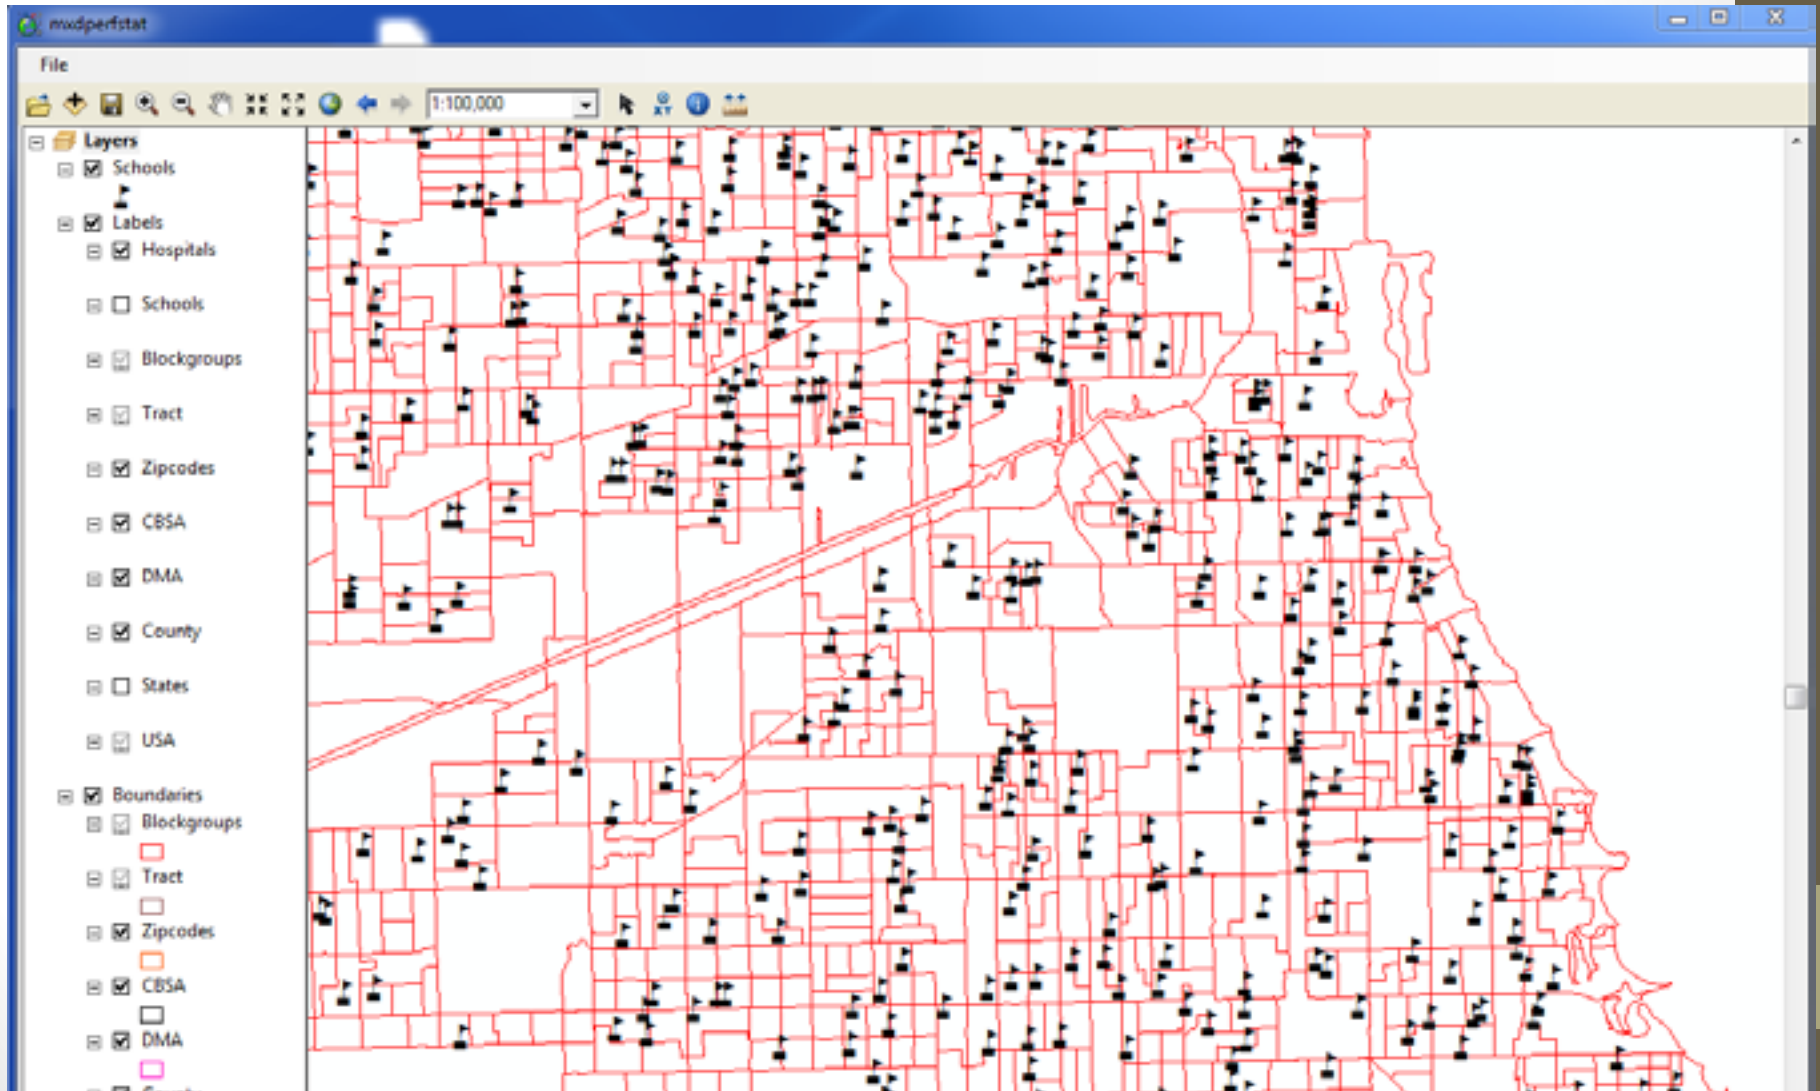 mxdperfstat
File
1:100,000
Layers
Schools
Labels
Hospitals
Schools
Blockgroups
Tract
Zipcodes
CBSA
DMA
County
States
USA
Boundaries
Blockgroups
Tract
Zipcodes
CBSA
DMA